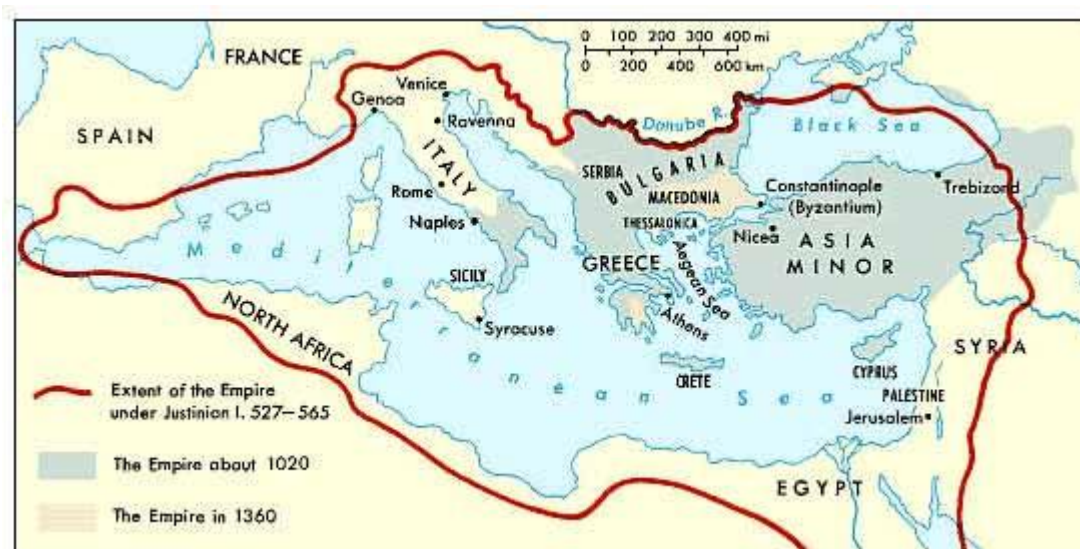 FRANCE
SPAIN
0 100 200 300 400 mi
0 200 400 600 km
Venice
Genoa
Ravenna
ITALY
Rome
Naples
SICILY
Syracuse
Danube R.
Black Sea
SERBIA
BULGARIA
MACEDONIA
THESSALONICA
Constantinople
(Byzantium)
Trebizond
Nicea
ASIA
MINOR
GREECE
Aegean Sea
Athens
CRETE
CYPRUS
SYRIA
PALESTINE
Jerusalem
EGYPT
NORTH AFRICA
Mediterranean Sea
Extent of the Empire
under Justinian I. 527–565
The Empire about 1020
The Empire in 1360